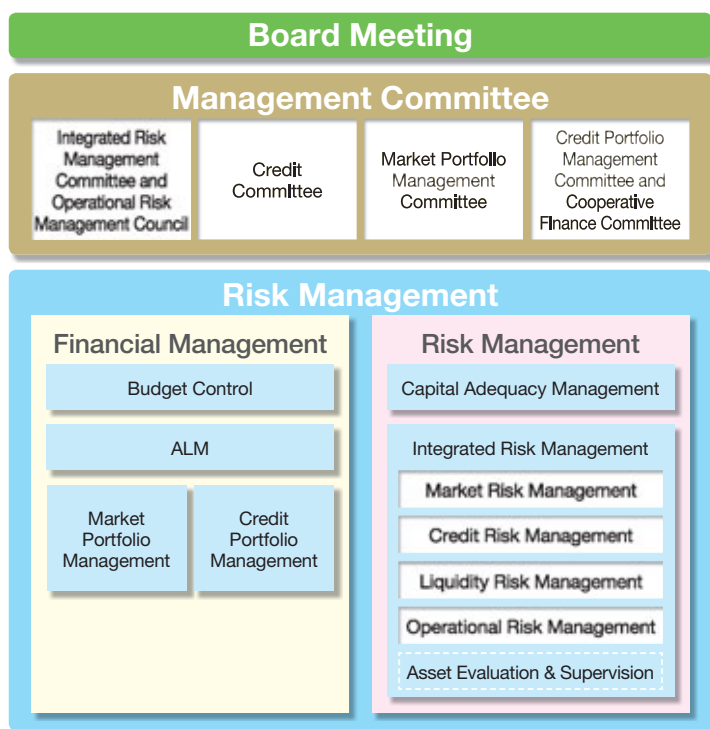 Board Meeting
Management Committee
Integrated Risk
Management
Committee and
Operational Risk
Management Council
Credit
Committee
Market Portfolio
Management
Committee
Credit Portfolio
Management
Committee and
Cooperative
Finance Committee
Risk Management
Financial Management
Budget Control
ALM
Market
Portfolio
Management
Credit
Portfolio
Management
Risk Management
Capital Adequacy Management
Integrated Risk Management
Market Risk Management
Credit Risk Management
Liquidity Risk Management
Operational Risk Management
Asset Evaluation & Supervision